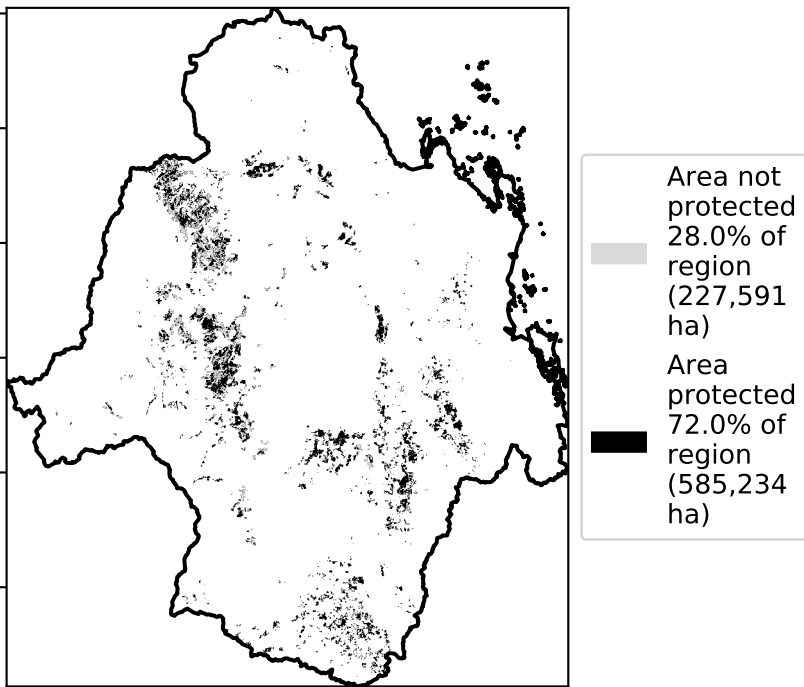 Area not
protected
28.0% of
region
(227,591
ha)
Area
protected
72.0% of
region
(585,234
ha)